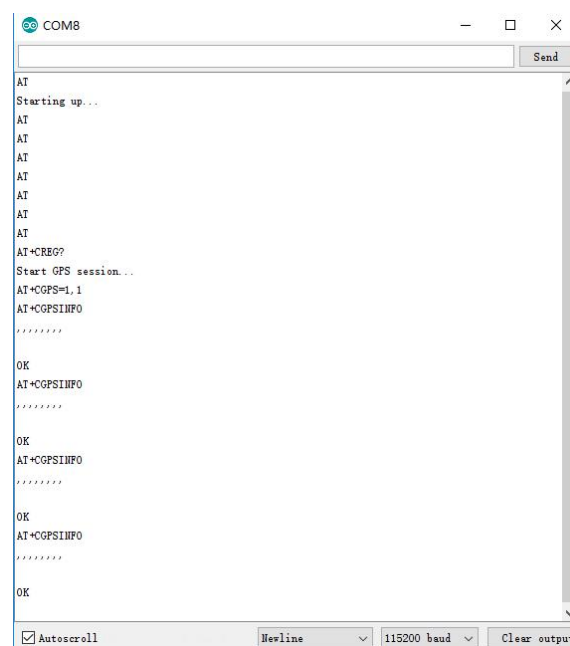 COM8
Send
AT
Starting up...
AT
AT
AT
AT
AT
AT
AT
AT+CREG?
Start GPS session...
AT+CGPS=1,1
AT+CGPSINFO
,,,,,,,,
OK
AT+CGPSINFO
,,,,,,,,
OK
AT+CGPSINFO
,,,,,,,,
OK
AT+CGPSINFO
,,,,,,,,
OK
Autoscroll Newline 115200 baud Clear output